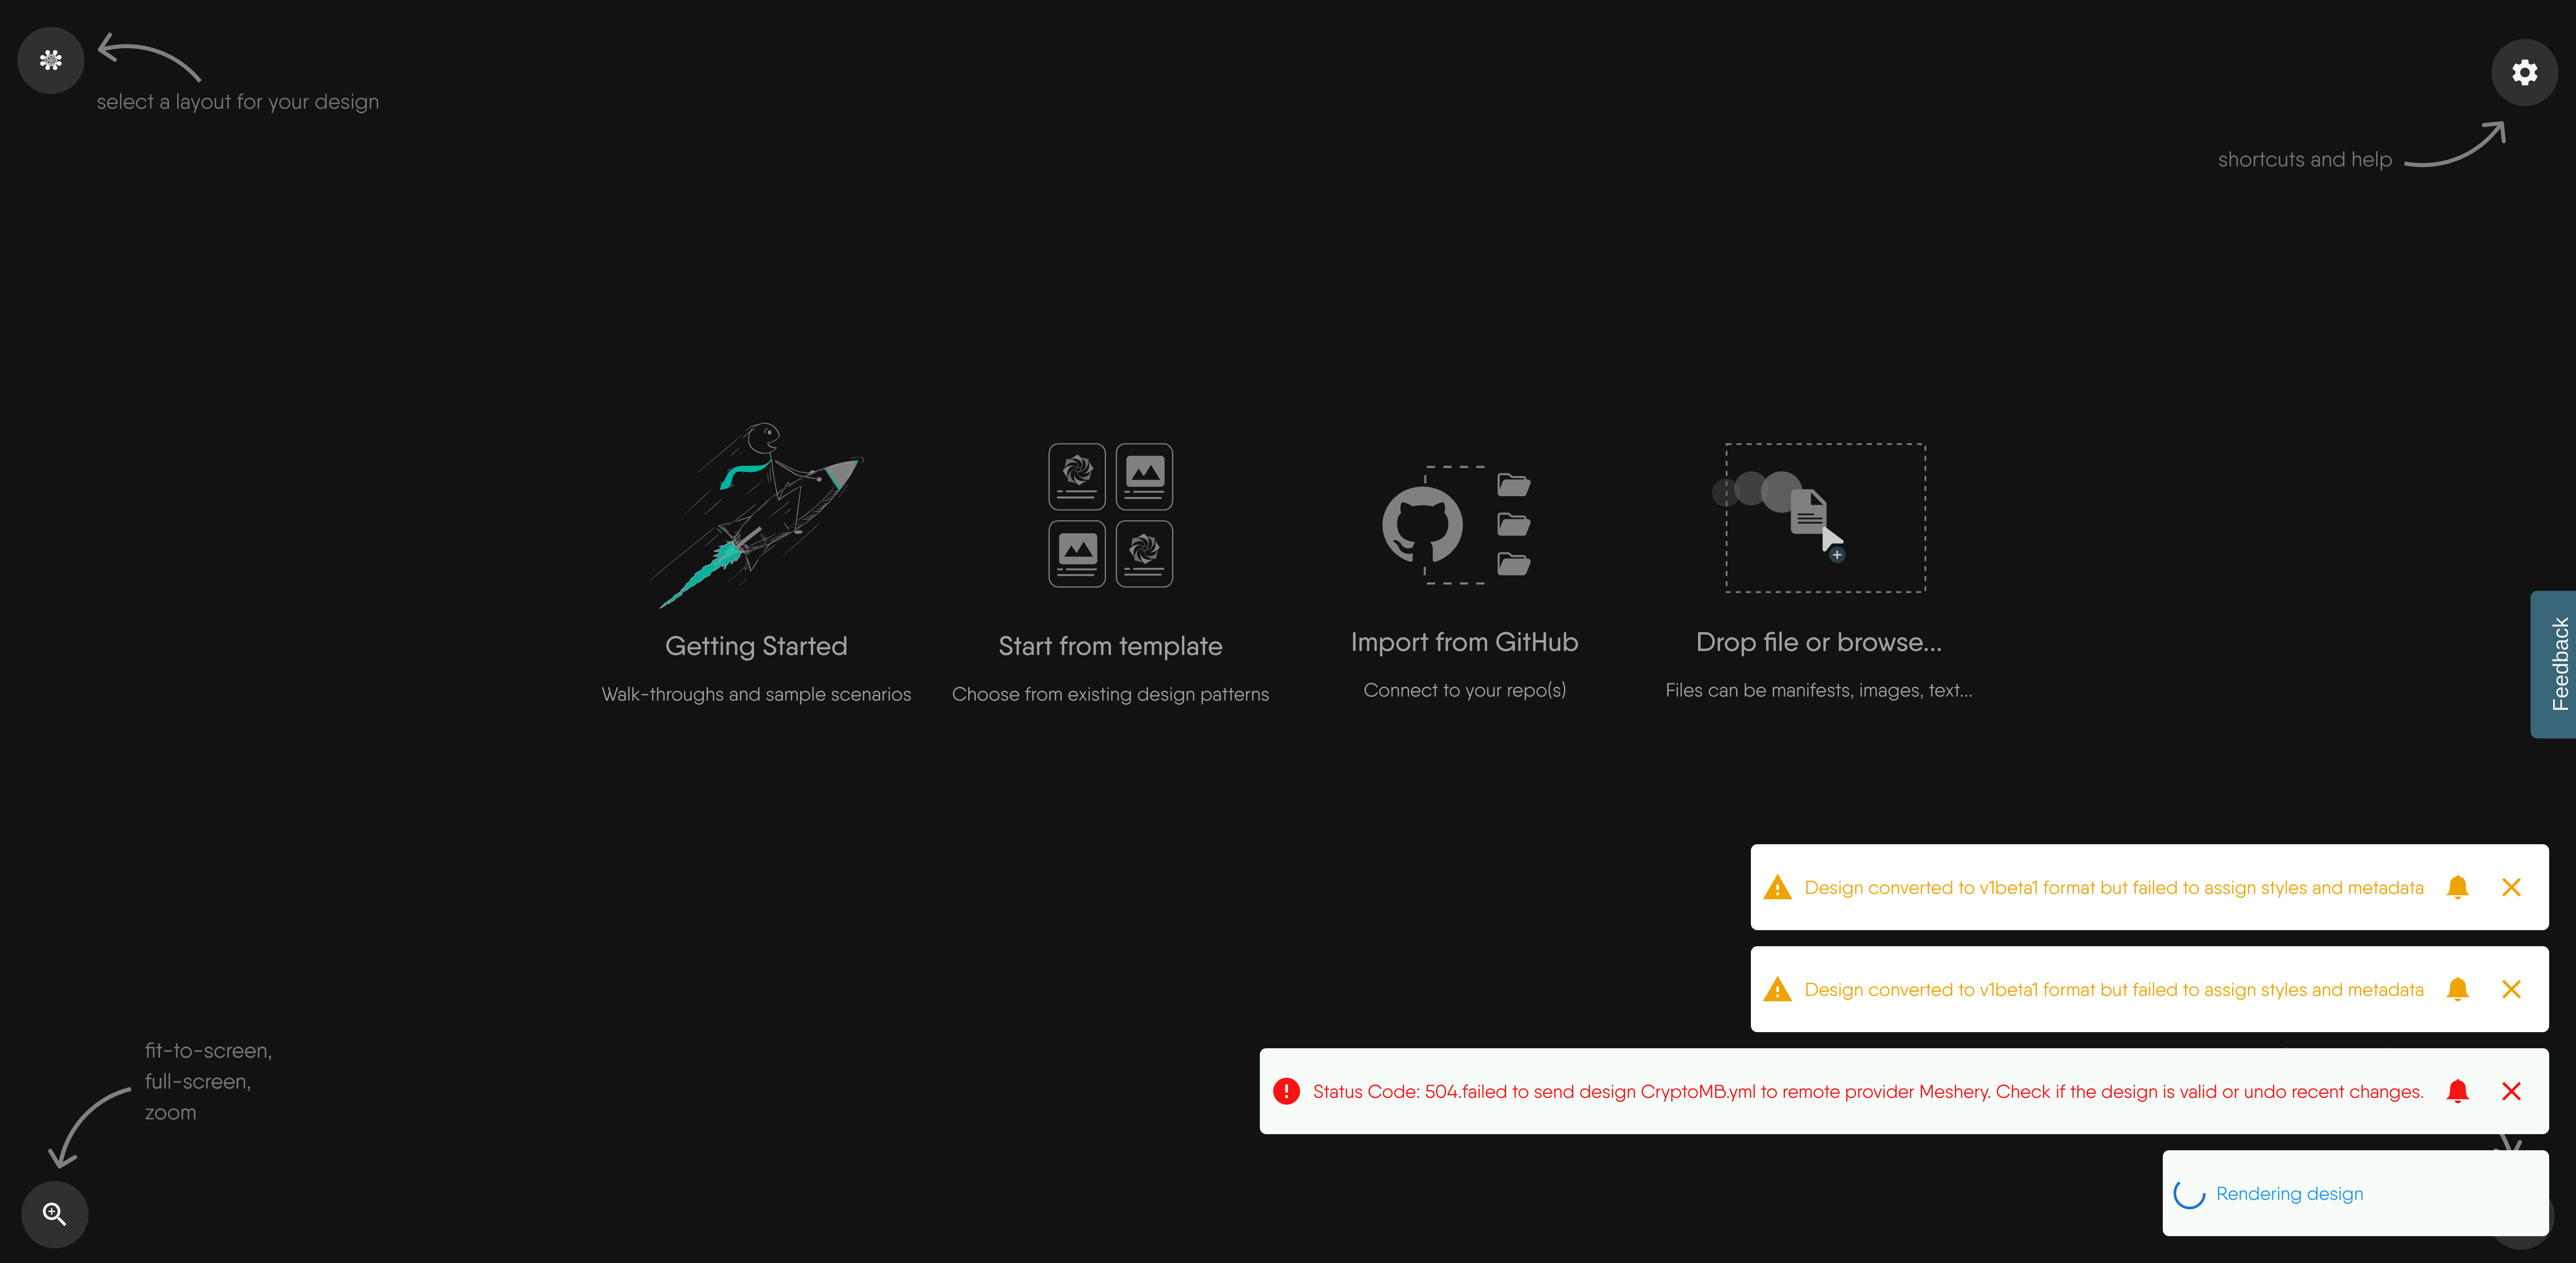 select a layout for your design
shortcuts and help
Getting Started
Walk-throughs and sample scenarios
Start from template
Choose from existing design patterns
Import from GitHub
Connect to your repo(s)
Drop file or browse...
Files can be manifests, images, text...
Feedback
Design converted to v1beta1 format but failed to assign styles and metadata
Design converted to v1beta1 format but failed to assign styles and metadata
Status Code: 504.failed to send design CryptoMB.yml to remote provider Meshery. Check if the design is valid or undo recent changes.
Rendering design
fit-to-screen,
full-screen,
zoom